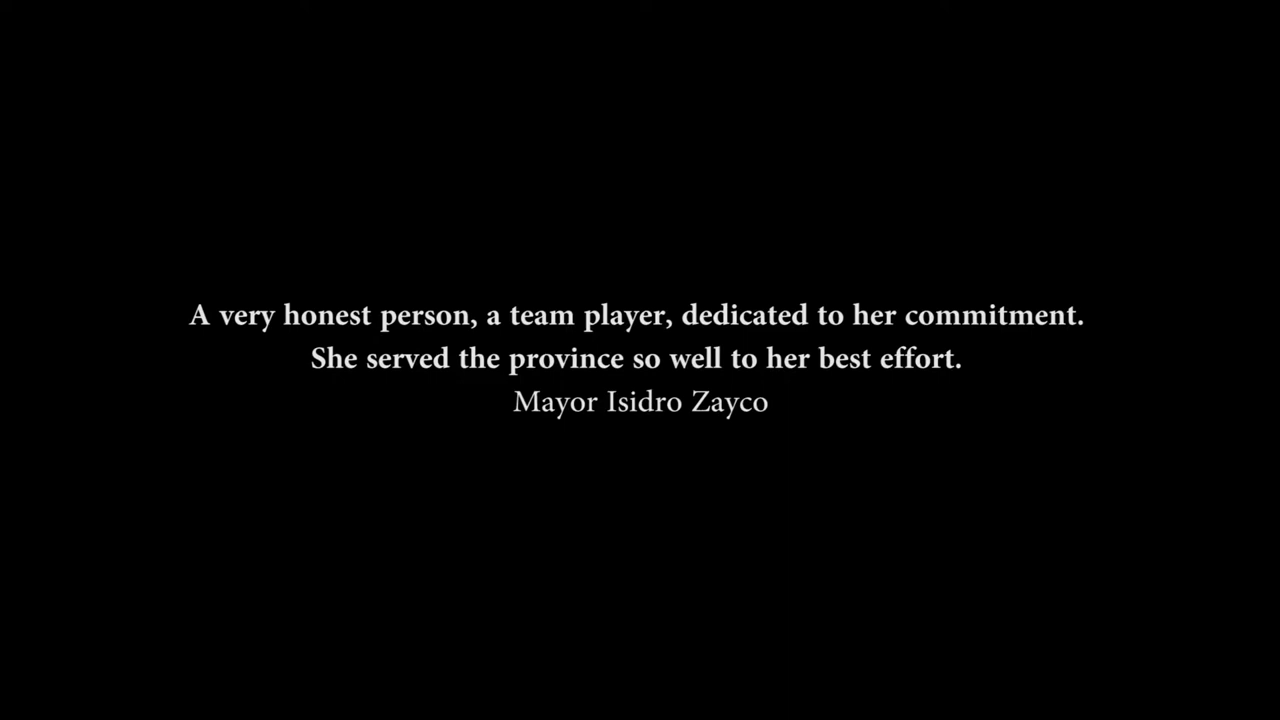 A very honest person, a team player, dedicated to her commitment.
She served the province so well to her best effort.
Mayor Isidro Zayco